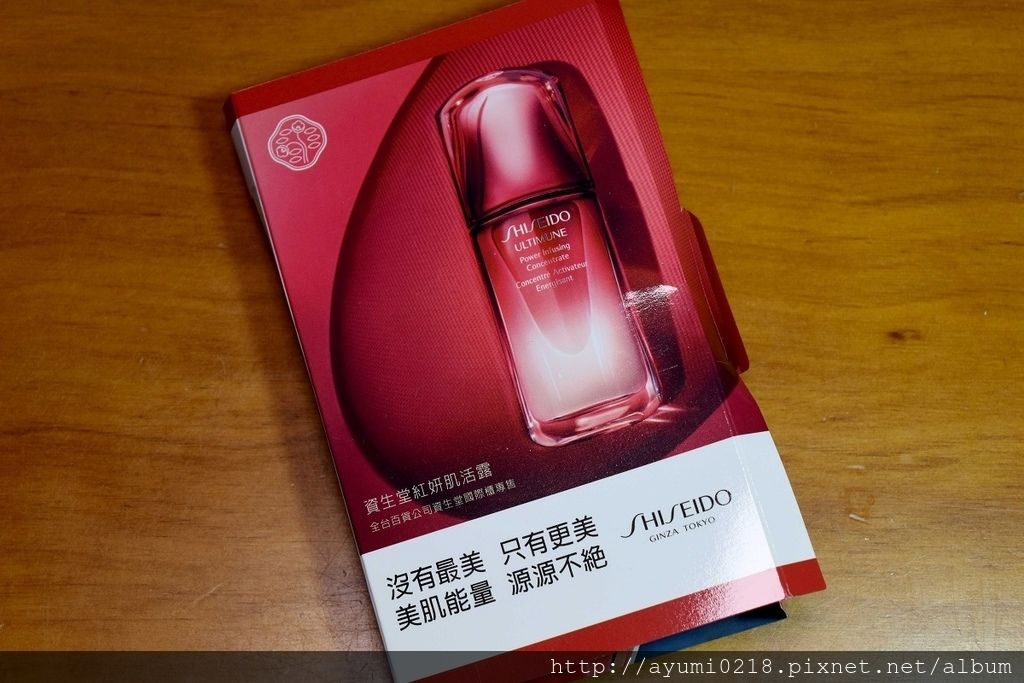 SHISEIDO
ULTIMUNE
Power Infusing
Concentrate
Concentré Activateur
Energisant
資生堂紅妍肌活露
全台百貨公司資生堂國際櫃專售
沒有最美 只有更美
美肌能量 源源不絕
SHISEIDO
GINZA TOKYO
http://ayumi0218.pixnet.net/album